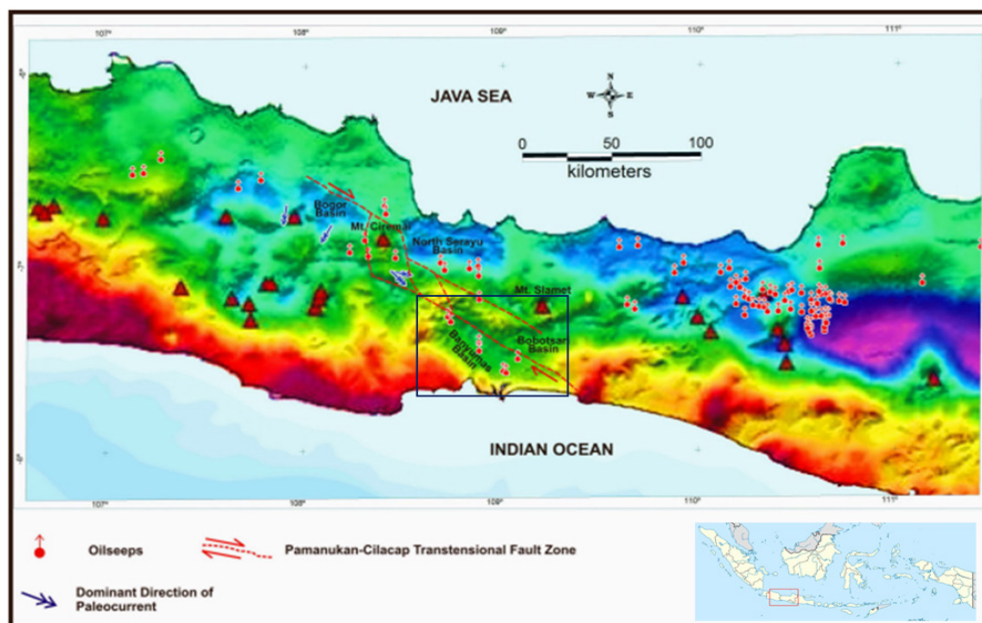 107°
108°
109°
110°
111°
JAVA SEA
N
W
E
S
0
50
100
kilometers
Bogor
Basin
Mt. Ciremai
North Serayu
Basin
7°
Mt. Slamet
Bobotsari
Basin
Banyumas
Basin
INDIAN OCEAN
107°
108°
109°
110°
111°
Oilseeps
Pamanukan-Cilacap Transtensional Fault Zone
Dominant Direction of
Paleocurrent